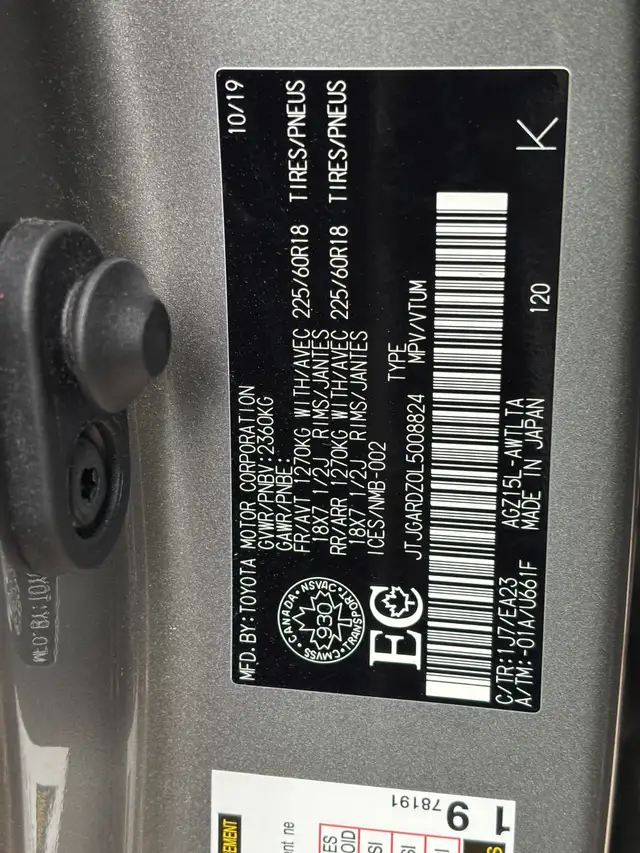 MFD. BY:TOYOTA MOTOR CORPORATION 10/19
GVWR/PNBV:2360KG
GAWR/PNBE:
FR/AVT 1270KG WITH/AVEC 225/60R18 TIRES/PNEUS
18X7 1/2J RIMS/JANTES
RR/ARR 1270KG WITH/AVEC 225/60R18 TIRES/PNEUS
18X7 1/2J RIMS/JANTES
ICES/NMB-002
TYPE
JTJGARDZ0L5008824 MPV/VTUM
CANADA NSVAC TRANSPORT CMVSS
930
EC
C/TR:1J7/EA23 AGZ15L-AWTLTA
A/TM:-01A/U661F MADE IN JAPAN 120
K
78191